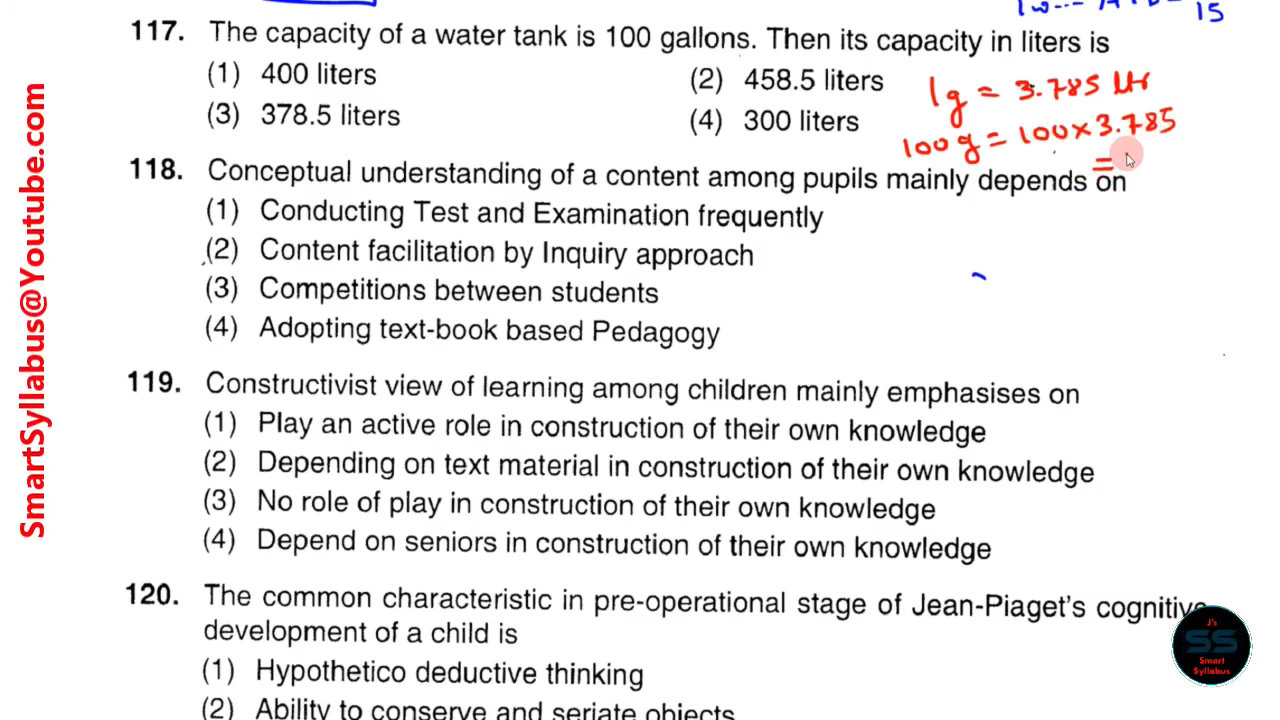 15
117. The capacity of a water tank is 100 gallons. Then its capacity in liters is
(1) 400 liters
(2) 458.5 liters
(3) 378.5 liters
(4) 300 liters
1g = 3.785 ltr
100 g = 100 x 3.785
=
118. Conceptual understanding of a content among pupils mainly depends on
(1) Conducting Test and Examination frequently
(2) Content facilitation by Inquiry approach
(3) Competitions between students
(4) Adopting text-book based Pedagogy
119. Constructivist view of learning among children mainly emphasises on
(1) Play an active role in construction of their own knowledge
(2) Depending on text material in construction of their own knowledge
(3) No role of play in construction of their own knowledge
(4) Depend on seniors in construction of their own knowledge
120. The common characteristic in pre-operational stage of Jean-Piaget's cognitive
development of a child is
(1) Hypothetico deductive thinking
(2) Ability to conserve and seriate objects
SmartSyllabus@Youtube.com
J's
SS
Smart
Syllabus